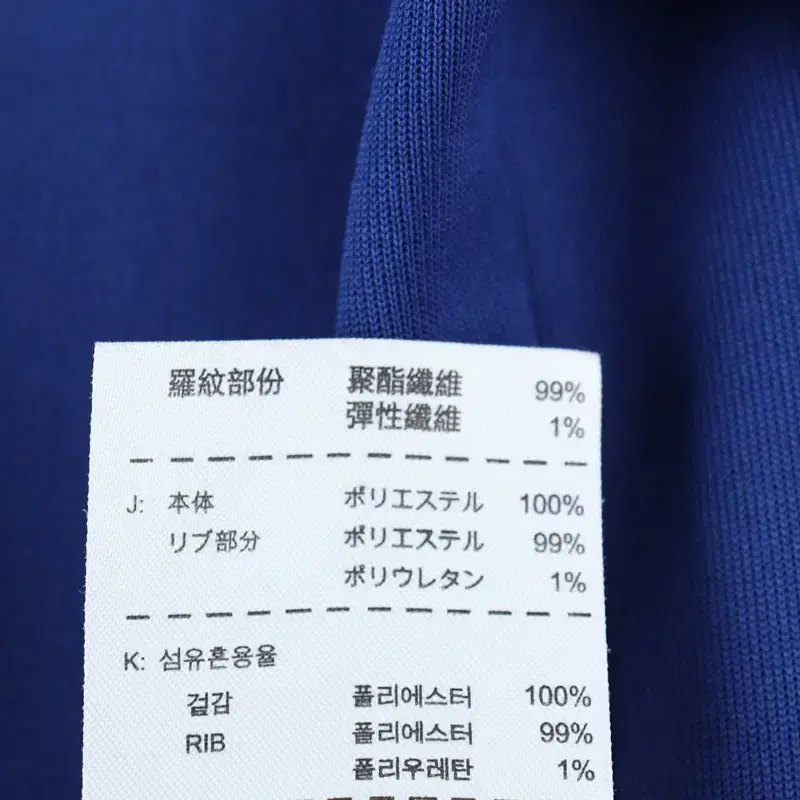 羅紋部份 聚酯纖維 99%
彈性纖維 1%
J: 本体 ポリエステル 100%
リブ部分 ポリエステル 99%
ポリウレタン 1%
K: 섬유혼용율
겉감 폴리에스터 100%
RIB 폴리에스터 99%
폴리우레탄 1%